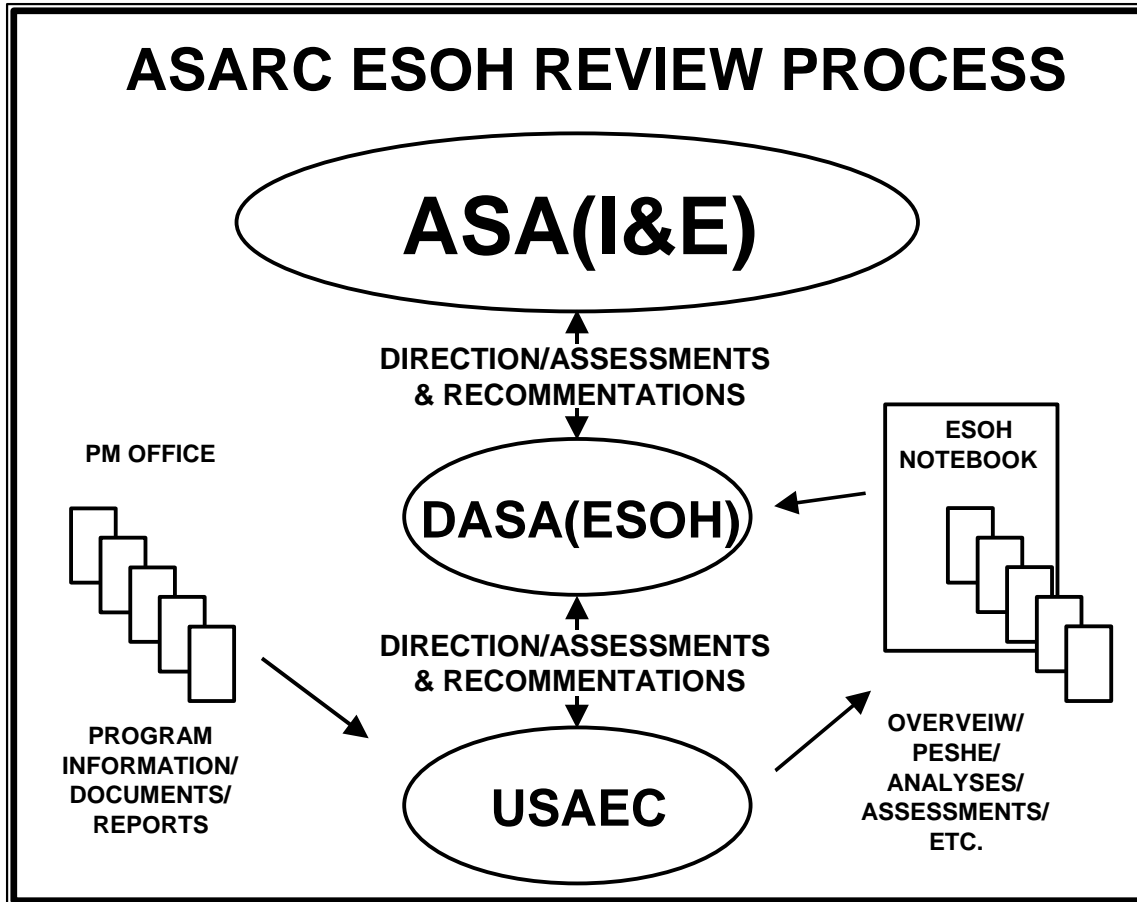 ASARC ESOH REVIEW PROCESS
ASA(I&E)
DIRECTION/ASSESSMENTS
& RECOMMENTATIONS
PM OFFICE
ESOH
NOTEBOOK
DASA(ESOH)
DIRECTION/ASSESSMENTS
& RECOMMENTATIONS
PROGRAM
INFORMATION/
DOCUMENTS/
REPORTS
USAEC
OVERVEIW/
PESHE/
ANALYSES/
ASSESSMENTS/
ETC.